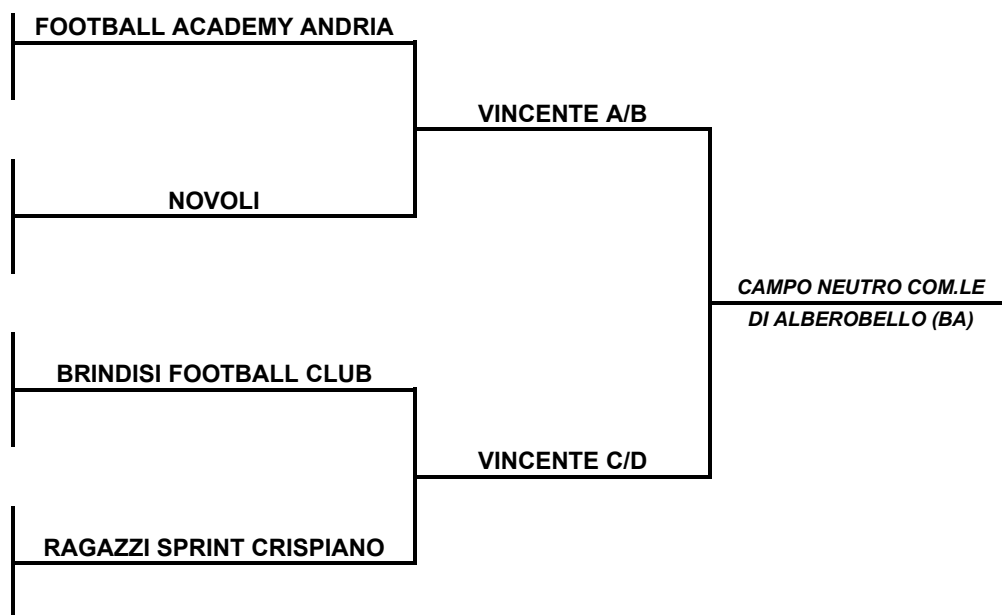 FOOTBALL ACADEMY ANDRIA
VINCENTE A/B
NOVOLI
CAMPO NEUTRO COM.LE
DI ALBEROBELLO (BA)
BRINDISI FOOTBALL CLUB
VINCENTE C/D
RAGAZZI SPRINT CRISPIANO